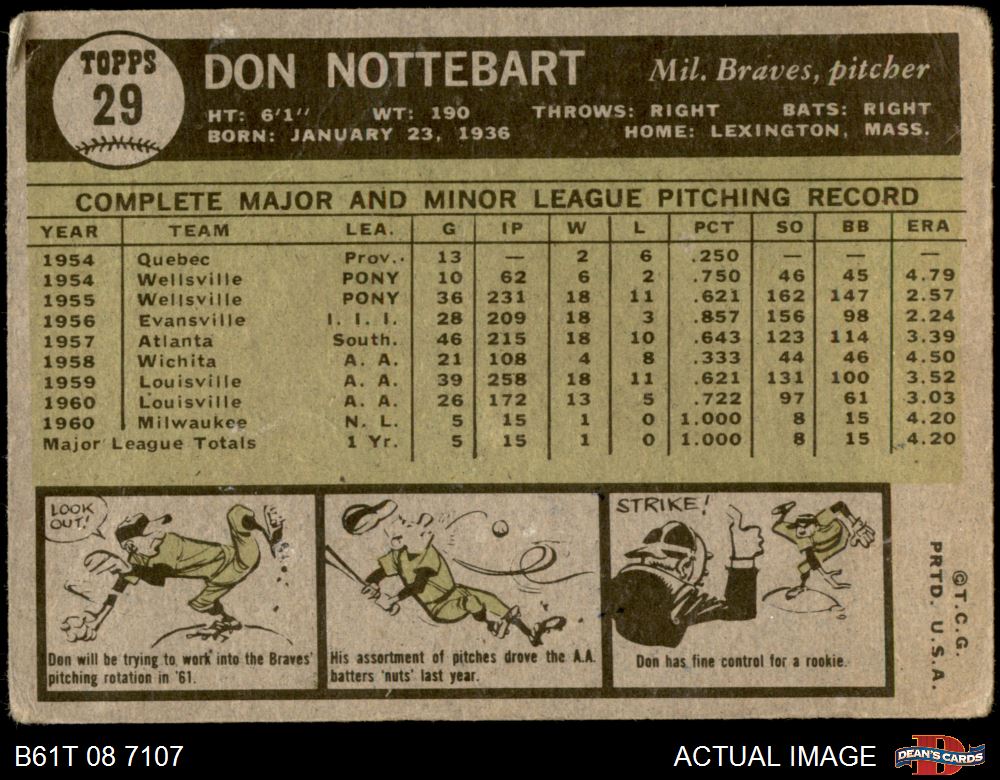 TOPPS
29
DON NOTTEBART
Mil. Braves, pitcher
HT: 6'1" WT: 190 THROWS: RIGHT BATS: RIGHT
BORN: JANUARY 23, 1936 HOME: LEXINGTON, MASS.
COMPLETE MAJOR AND MINOR LEAGUE PITCHING RECORD
YEAR TEAM LEA. G IP W L PCT SO BB ERA
1954 Quebec Prov. 13 — 2 6 .250 — — —
1954 Wellsville PONY 10 62 6 2 .750 46 45 4.79
1955 Wellsville PONY 36 231 18 11 .621 162 147 2.57
1956 Evansville I. I. I. 28 209 18 3 .857 156 98 2.24
1957 Atlanta South. 46 215 18 10 .643 123 114 3.39
1958 Wichita A. A. 21 108 4 8 .333 44 46 4.50
1959 Louisville A. A. 39 258 18 11 .621 131 100 3.52
1960 Louisville A. A. 26 172 13 5 .722 97 61 3.03
1960 Milwaukee N. L. 5 15 1 0 1.000 8 15 4.20
Major League Totals 1 Yr. 5 15 1 0 1.000 8 15 4.20
LOOK
OUT!
Don will be trying to work into the Braves'
pitching rotation in '61.
His assortment of pitches drove the A.A.
batters 'nuts' last year.
STRIKE!
Don has fine control for a rookie.
©T.C.G.
PRTD. U.S.A.
B61T 08 7107
ACTUAL IMAGE
D
DEAN'S CARDS